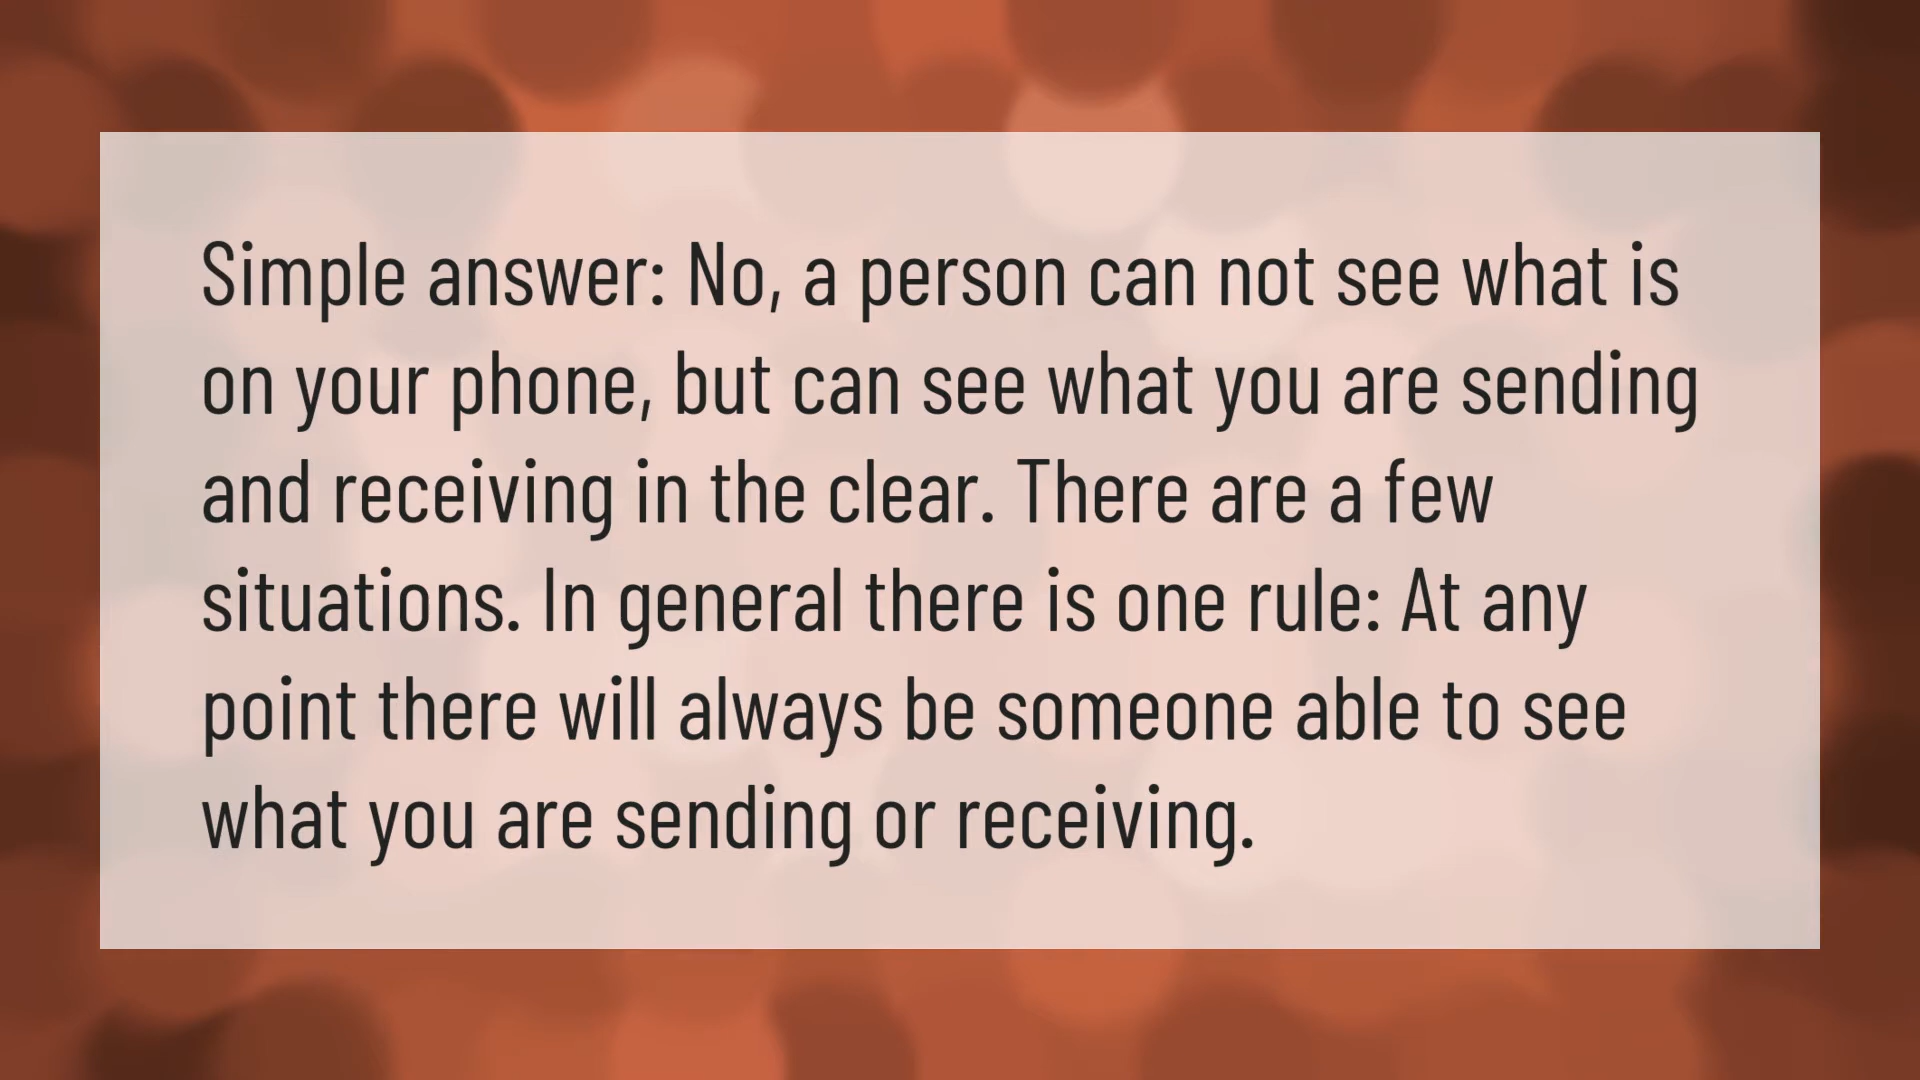 Simple answer: No, a person can not see what is
on your phone, but can see what you are sending
and receiving in the clear. There are a few
situations. In general there is one rule: At any
point there will always be someone able to see
what you are sending or receiving.